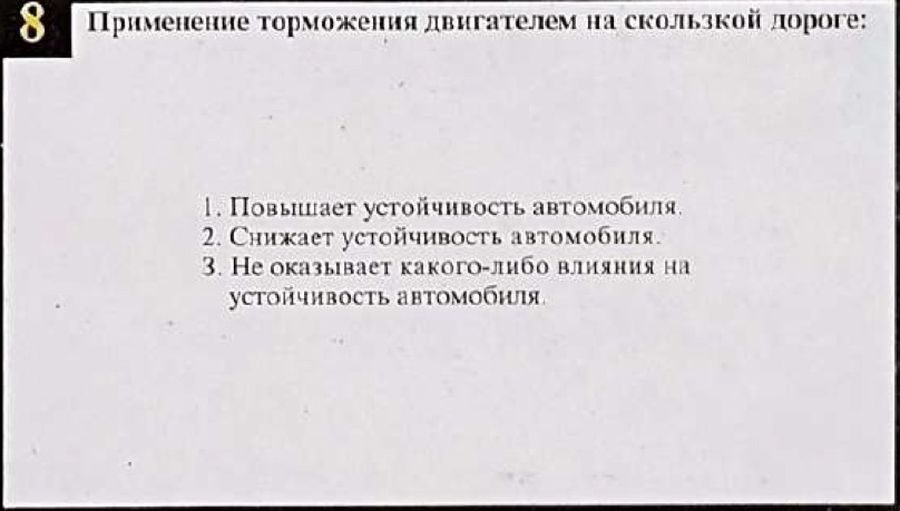 8
Применение торможения двигателем на скользкой дороге:
1. Повышает устойчивость автомобиля.
2. Снижает устойчивость автомобиля.
3. Не оказывает какого-либо влияния на
устойчивость автомобиля.